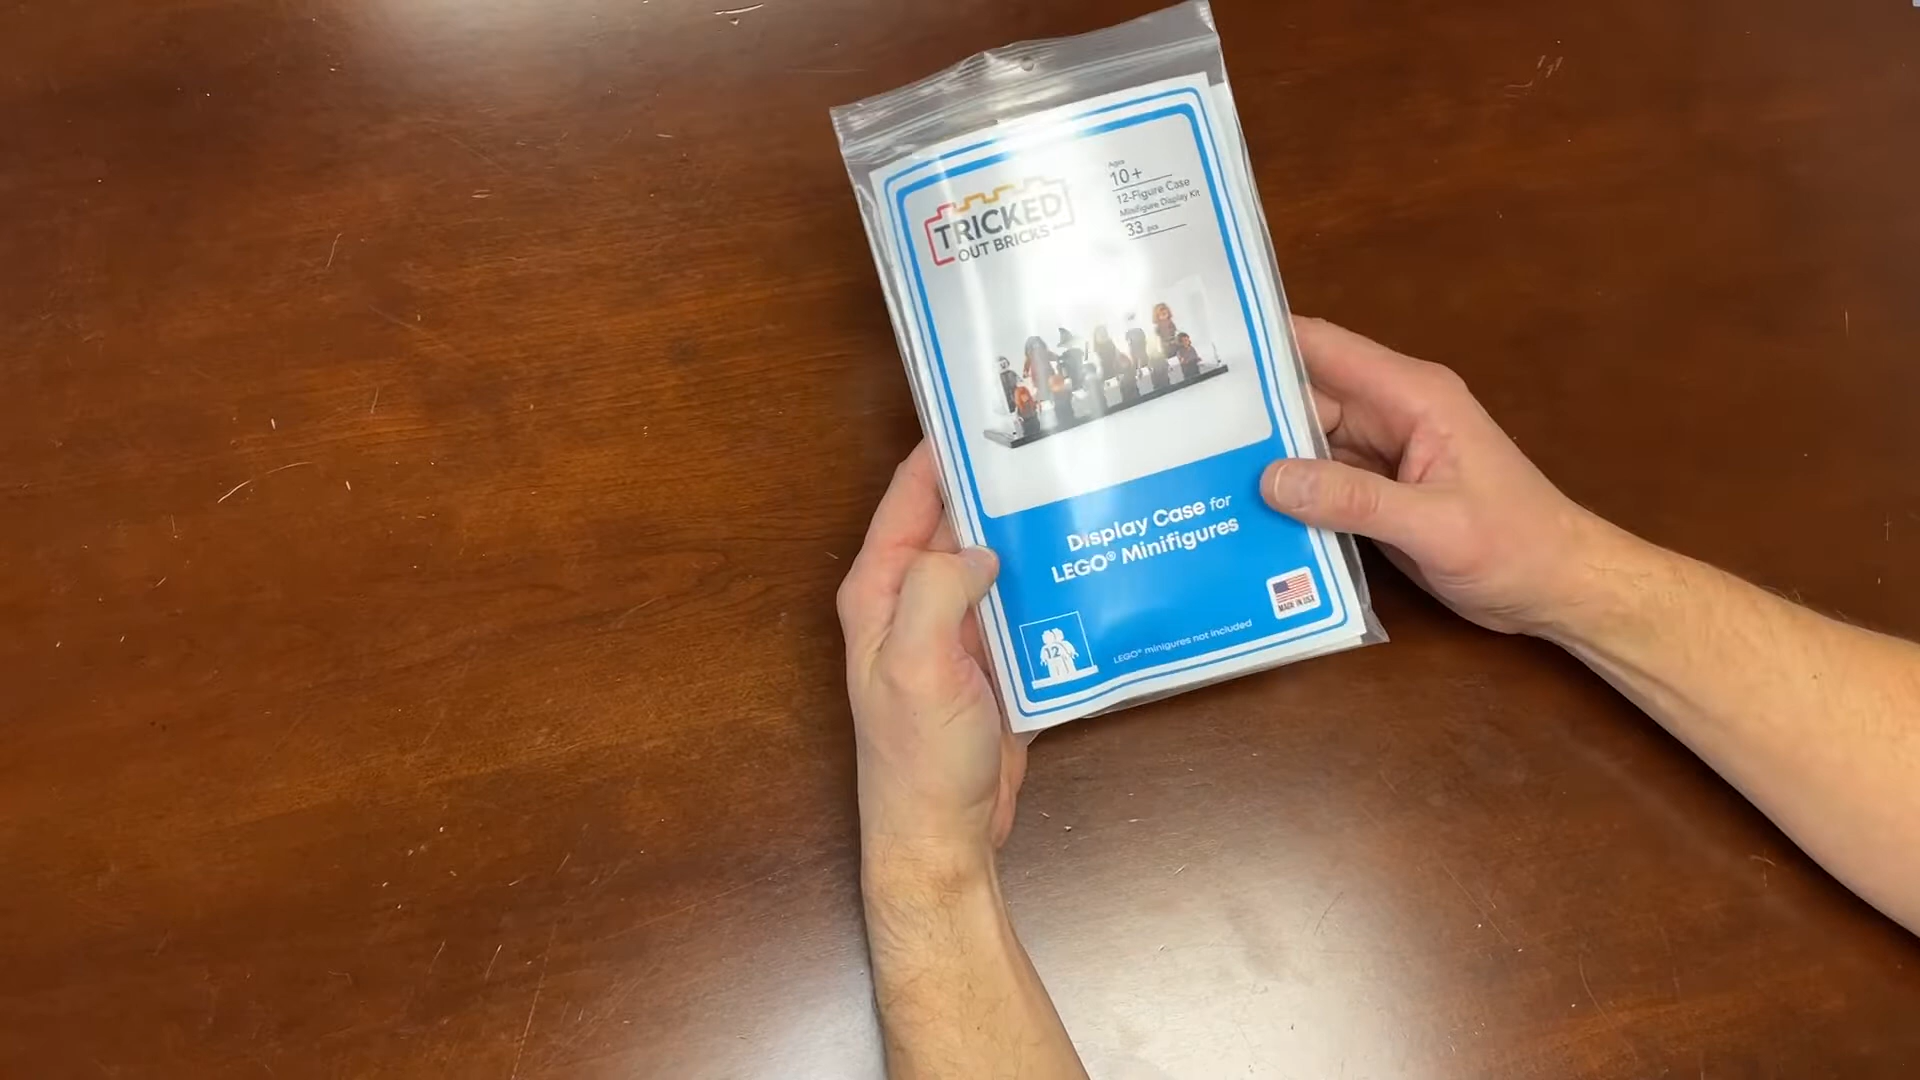 TRICKED
OUT BRICKS
Ages
10+
12-Figure Case
Minifigure Display Kit
33 pcs
Display Case for
LEGO® Minifigures
MADE IN USA
12
LEGO® minigures not included